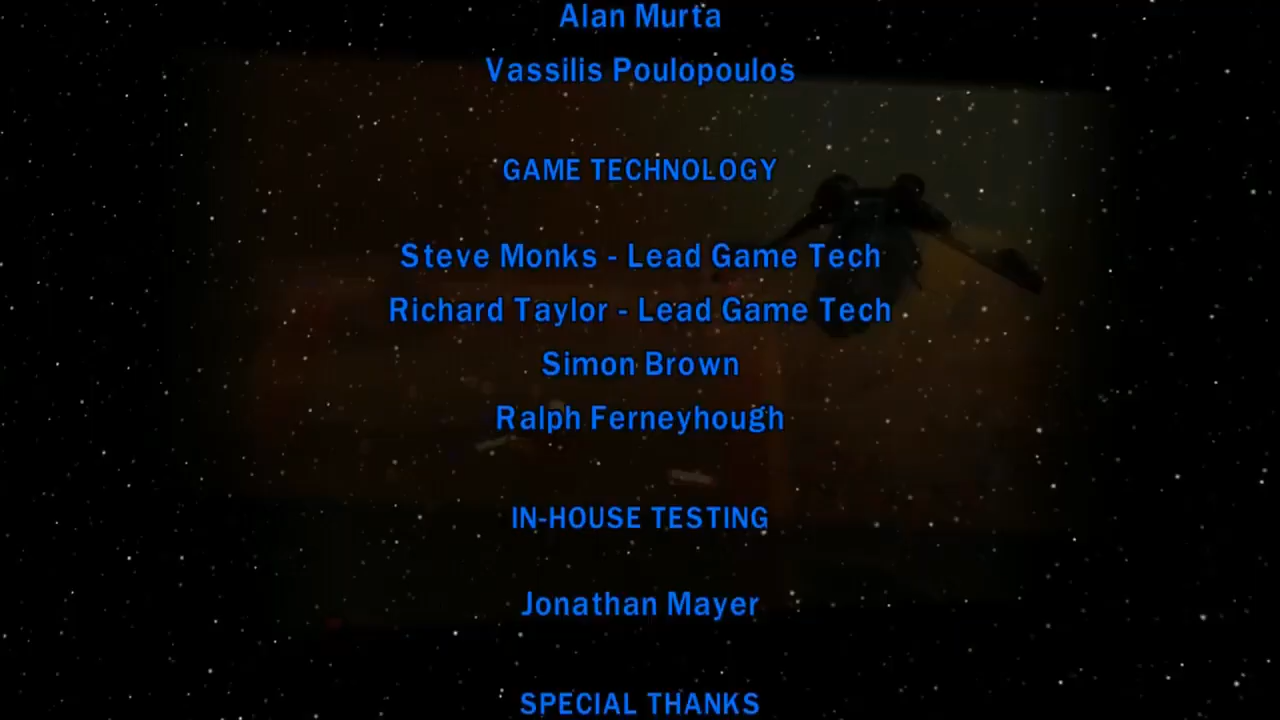 Alan Murta
Vassilis Poulopoulos
GAME TECHNOLOGY
Steve Monks - Lead Game Tech
Richard Taylor - Lead Game Tech
Simon Brown
Ralph Ferneyhough
IN-HOUSE TESTING
Jonathan Mayer
SPECIAL THANKS